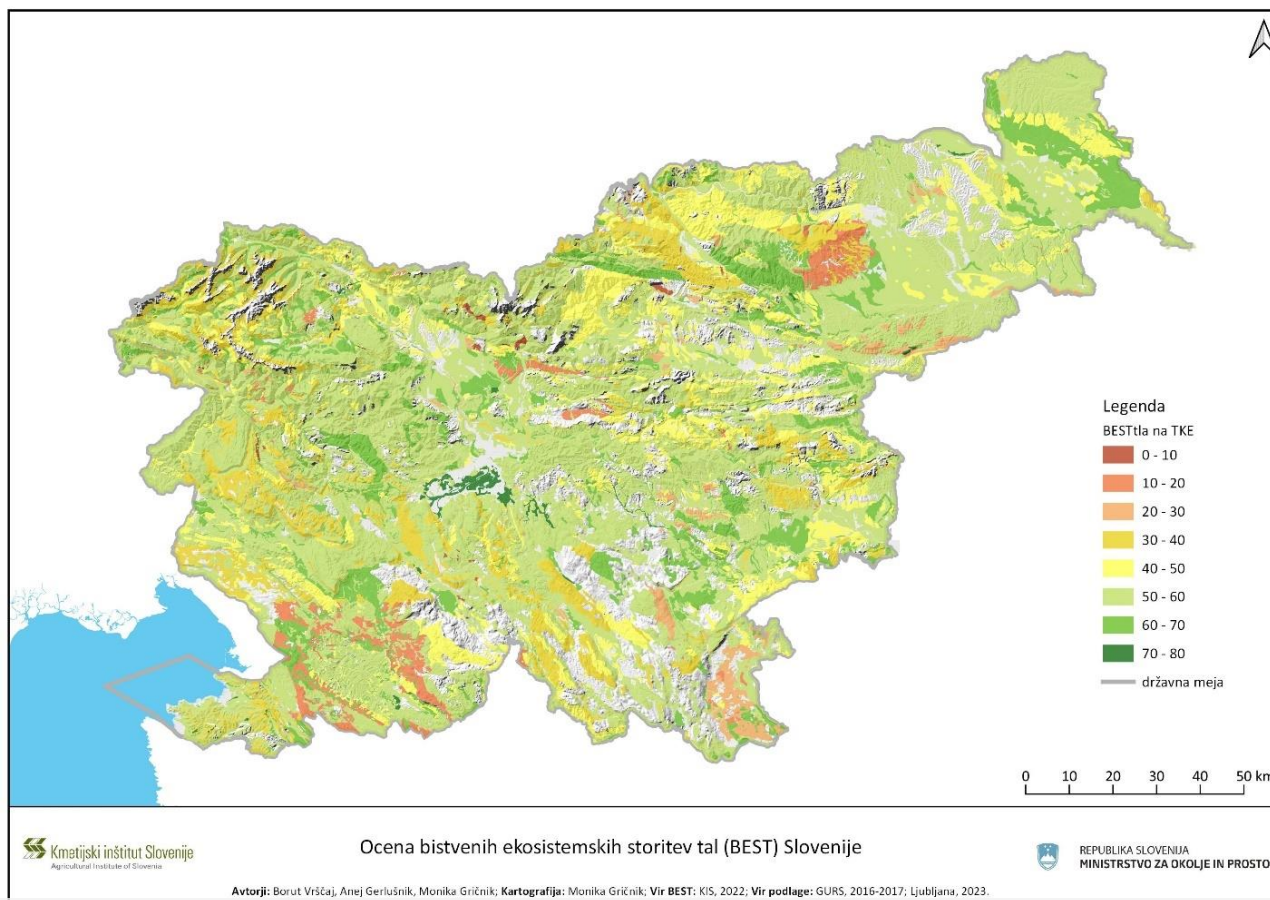 Legenda
BESTtla na TKE
0 - 10
10 - 20
20 - 30
30 - 40
40 - 50
50 - 60
60 - 70
70 - 80
državna meja
0 10 20 30 40 50 km
Kmetijski inštitut Slovenije
Agricultural Institute of Slovenia
Ocena bistvenih ekosistemskih storitev tal (BEST) Slovenije
REPUBLIKA SLOVENIJA
MINISTRSTVO ZA OKOLJE IN PROSTO
Avtorji: Borut Vrščaj, Anej Gerlušnik, Monika Gričnik; Kartografija: Monika Gričnik; Vir BEST: KIS, 2022; Vir podlage: GURS, 2016-2017; Ljubljana, 2023.